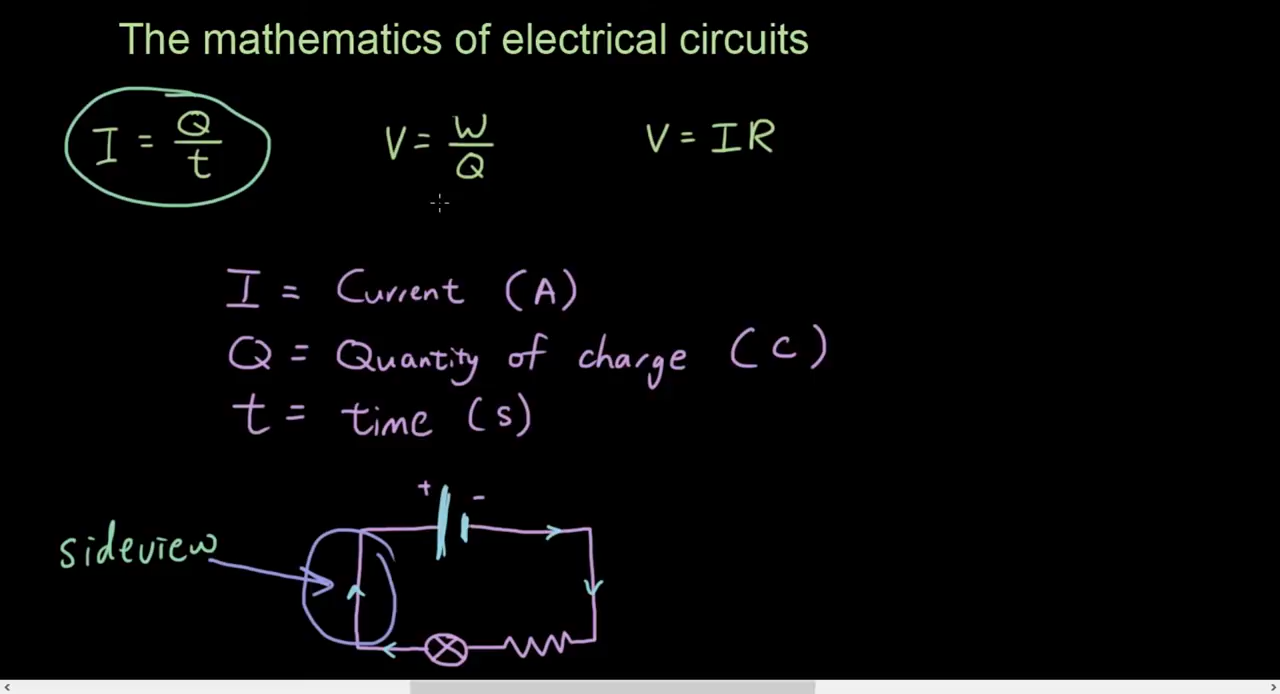 The mathematics of electrical circuits
I = Q/t V = W/Q V = IR
I = Current (A)
Q = Quantity of charge (C)
t = time (s)
+ -
sideview